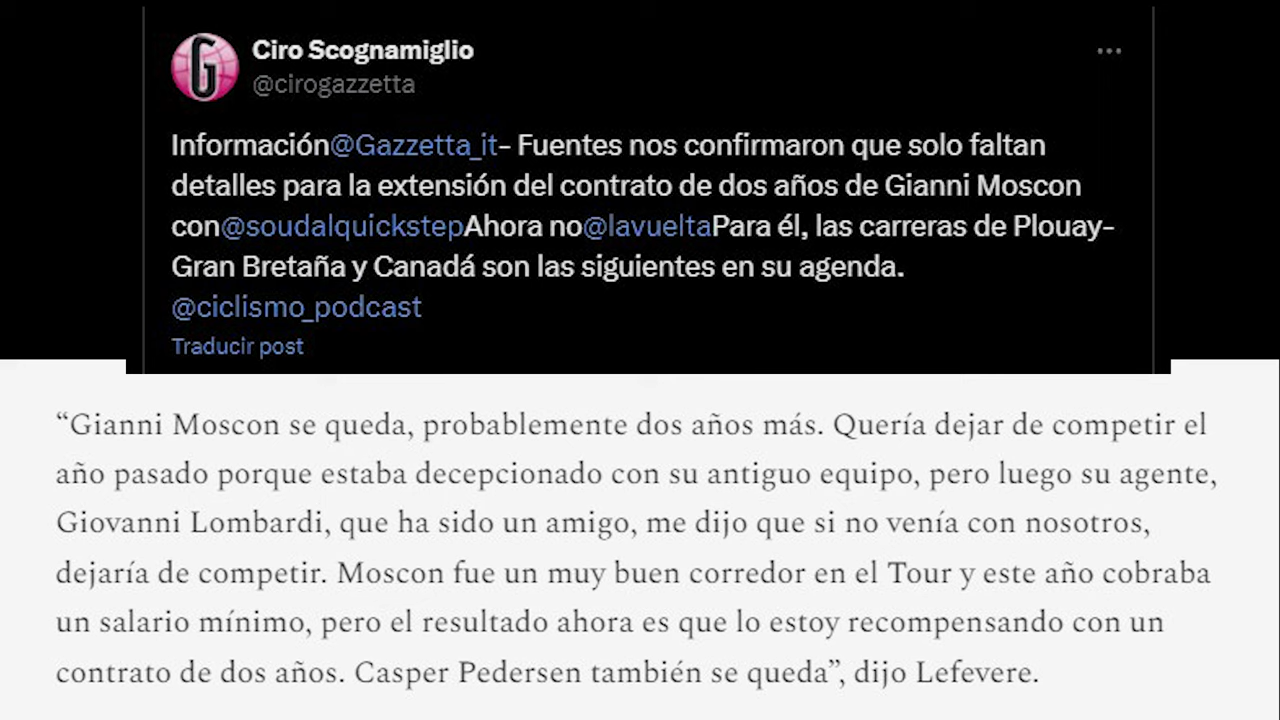 Ciro Scognamiglio
@cirogazzetta
Información@Gazzetta_it– Fuentes nos confirmaron que solo faltan
detalles para la extensión del contrato de dos años de Gianni Moscon
con@soudalquickstepAhora no@lavueltaPara él, las carreras de Plouay–
Gran Bretaña y Canadá son las siguientes en su agenda.
@ciclismo_podcast
Traducir post
“Gianni Moscon se queda, probablemente dos años más. Quería dejar de competir el
año pasado porque estaba decepcionado con su antiguo equipo, pero luego su agente,
Giovanni Lombardi, que ha sido un amigo, me dijo que si no venía con nosotros,
dejaría de competir. Moscon fue un muy buen corredor en el Tour y este año cobraba
un salario mínimo, pero el resultado ahora es que lo estoy recompensando con un
contrato de dos años. Casper Pedersen también se queda”, dijo Lefevere.